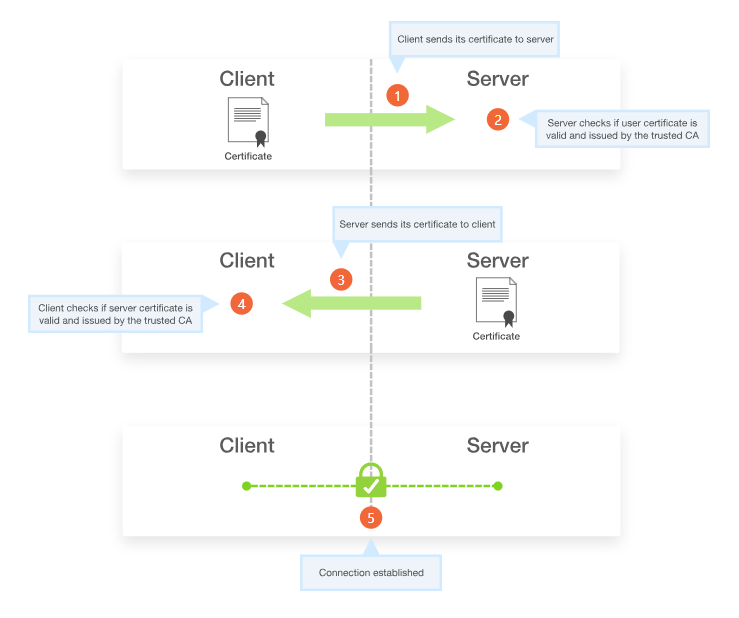 Client sends its certificate to server
Client
Server
1
2
Server checks if user certificate is
valid and issued by the trusted CA
Certificate
Server sends its certificate to client
Client
Server
3
4
Client checks if server certificate is
valid and issued by the trusted CA
Certificate
Client
Server
5
Connection established